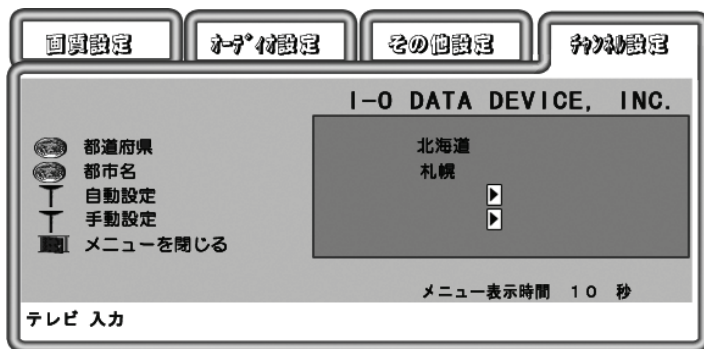 画質設定 オーディオ設定 その他設定 チャンネル設定
I-O DATA DEVICE, INC.
都道府県 北海道
都市名 札幌
自動設定
手動設定
メニューを閉じる
メニュー表示時間 10 秒
テレビ 入力